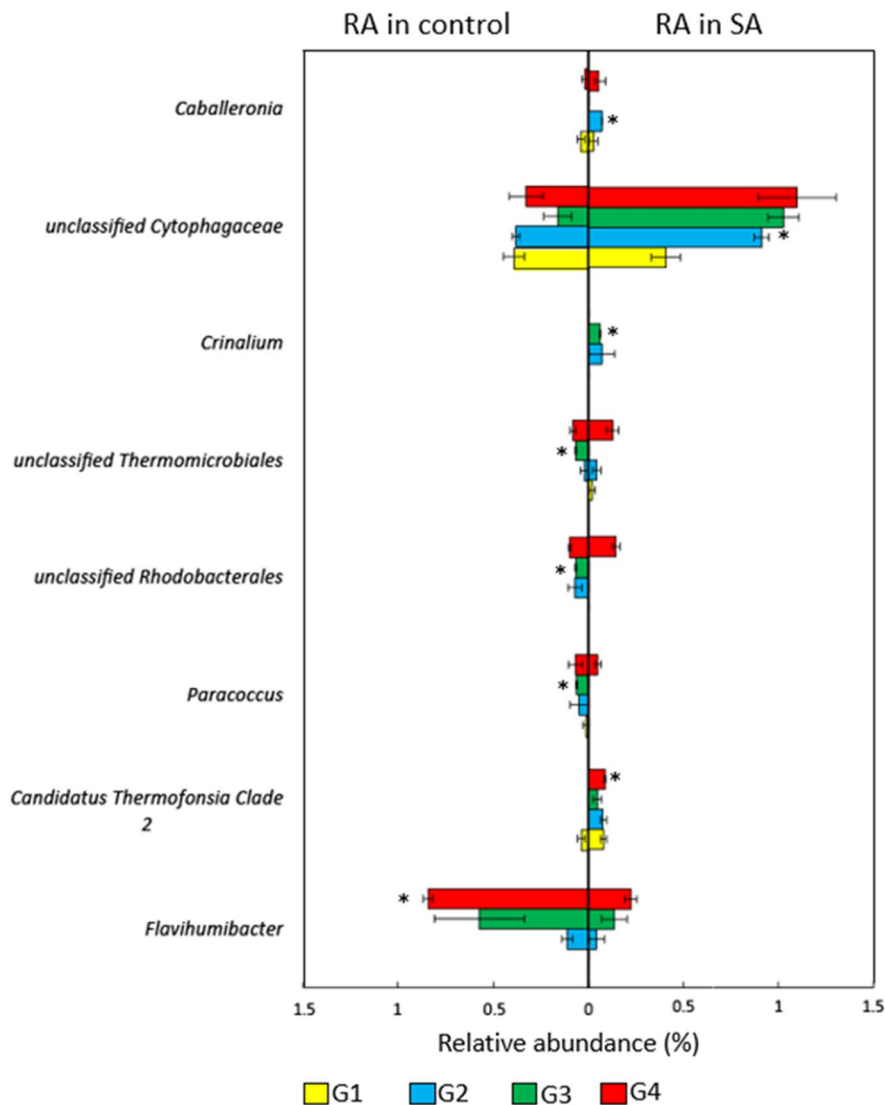 RA in control RA in SA
Caballeronia
*
unclassified Cytophagaceae
*
Crinalium
*
unclassified Thermomicrobiales
*
unclassified Rhodobacterales
*
Paracoccus
*
Candidatus Thermofonsia Clade
2
*
Flavihumibacter
*
1.5 1 0.5 0 0.5 1 1.5
Relative abundance (%)
G1 G2 G3 G4